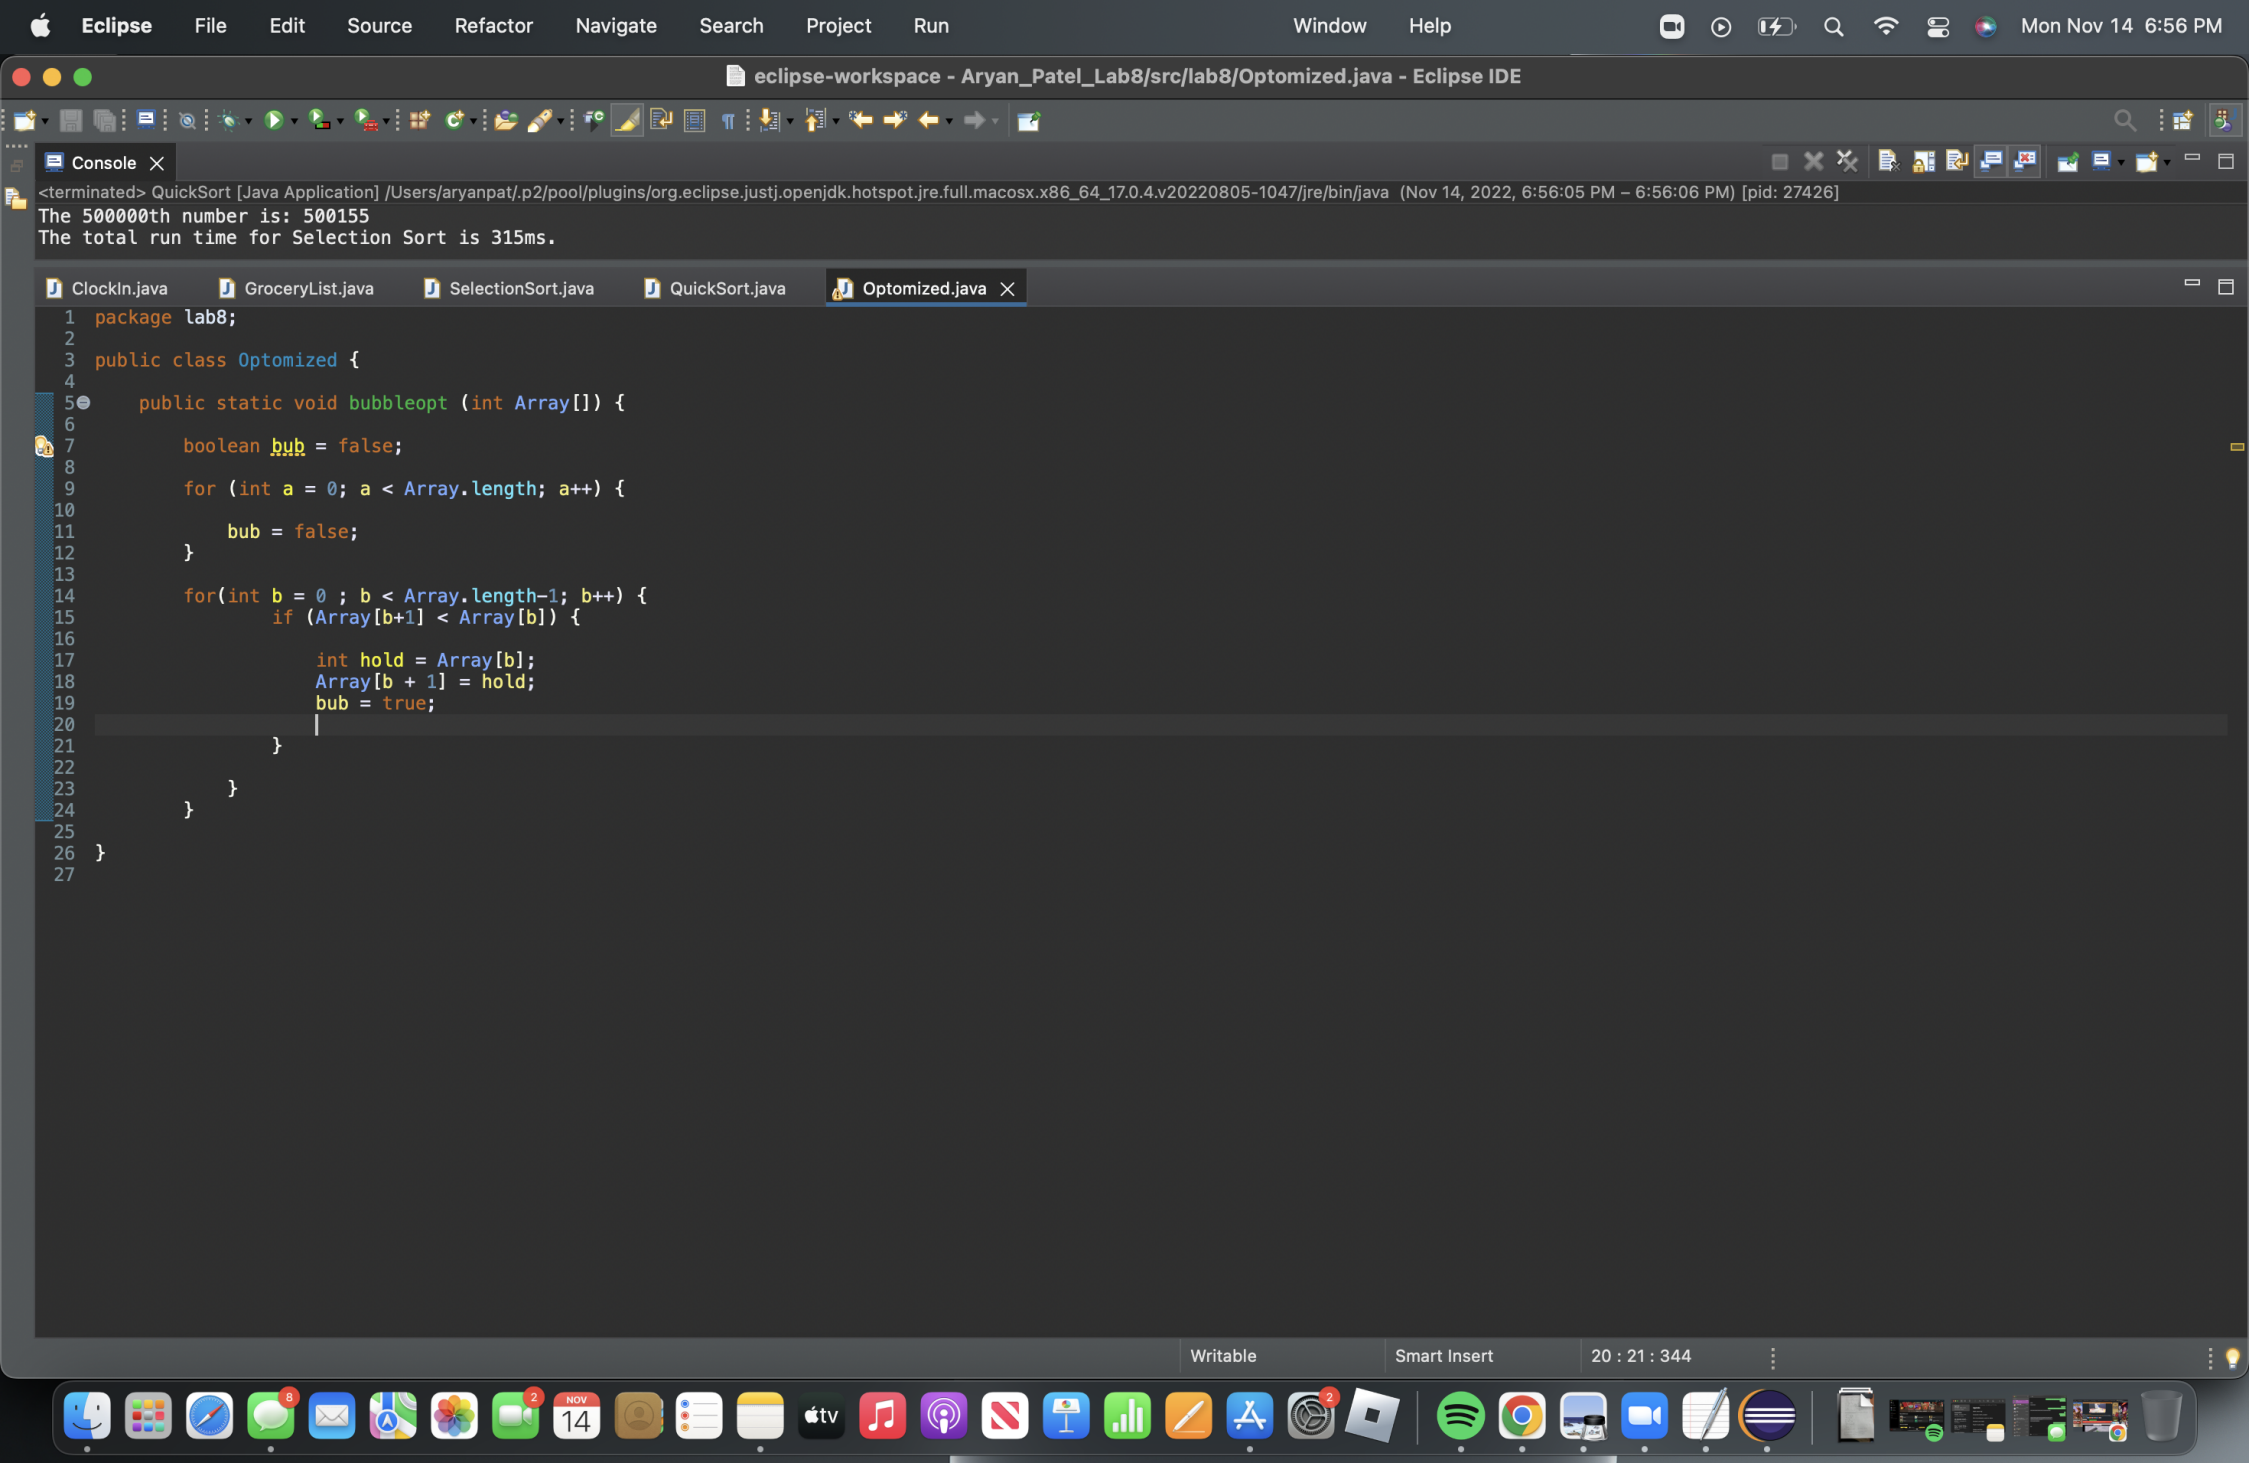 Eclipse File Edit Source Refactor Navigate Search Project Run Window Help Mon Nov 14 6:56 PM
eclipse-workspace - Aryan_Patel_Lab8/src/lab8/Optomized.java - Eclipse IDE
Console
<terminated> QuickSort [Java Application] /Users/aryanpat/.p2/pool/plugins/org.eclipse.justj.openjdk.hotspot.jre.full.macosx.x86_64_17.0.4.v20220805-1047/jre/bin/java (Nov 14, 2022, 6:56:05 PM – 6:56:06 PM) [pid: 27426]
The 500000th number is: 500155
The total run time for Selection Sort is 315ms.
ClockIn.java GroceryList.java SelectionSort.java QuickSort.java Optomized.java
1 package lab8;
2
3 public class Optomized {
4
5 public static void bubbleopt (int Array[]) {
6
7 boolean bub = false;
8
9 for (int a = 0; a < Array.length; a++) {
10
11 bub = false;
12 }
13
14 for(int b = 0 ; b < Array.length-1; b++) {
15 if (Array[b+1] < Array[b]) {
16
17 int hold = Array[b];
18 Array[b + 1] = hold;
19 bub = true;
20
21 }
22
23 }
24 }
25
26 }
27
Writable Smart Insert 20 : 21 : 344
8 2 NOV 14 tv 2